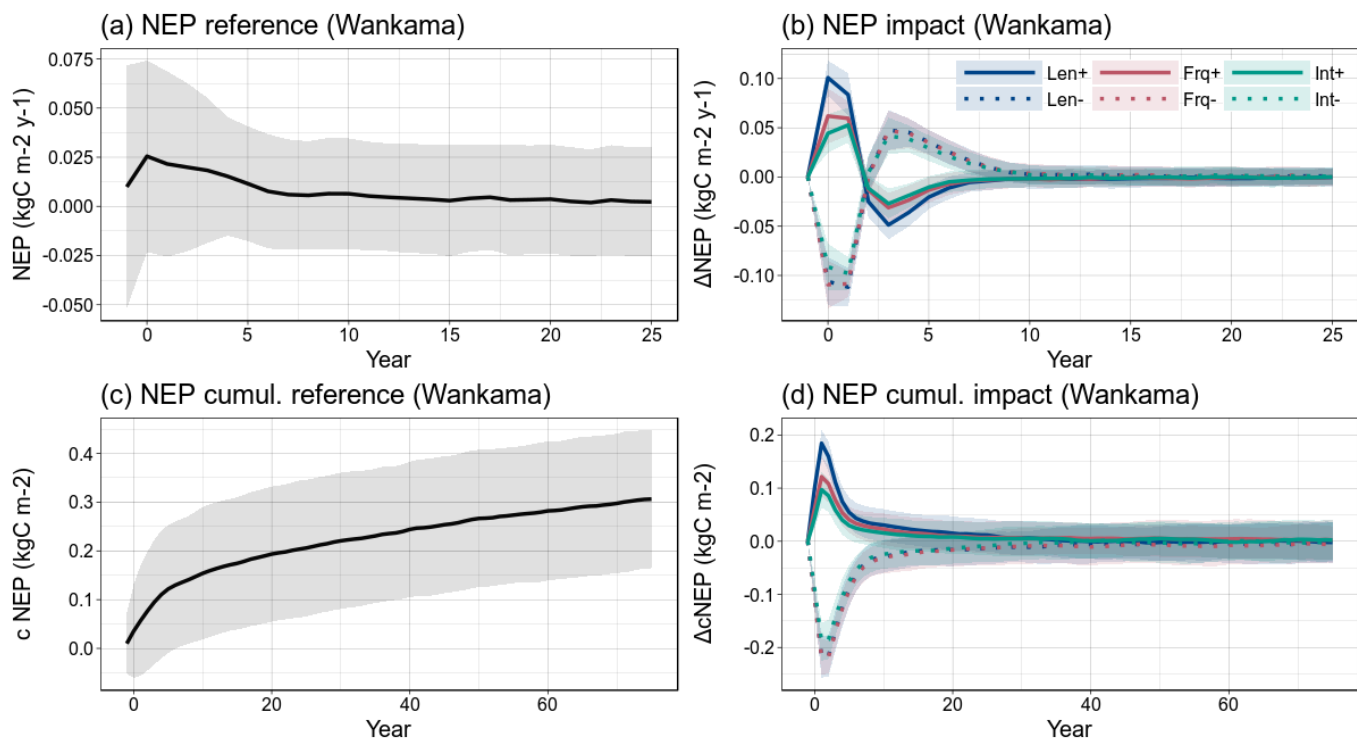 (a) NEP reference (Wankama)
NEP (kgC m-2 y-1)
0.075
0.050
0.025
0.000
-0.025
-0.050
0 5 10 15 20 25
Year
(b) NEP impact (Wankama)
ΔNEP (kgC m-2 y-1)
0.10
0.05
0.00
-0.05
-0.10
Len+ Frq+ Int+
Len- Frq- Int-
0 5 10 15 20 25
Year
(c) NEP cumul. reference (Wankama)
c NEP (kgC m-2)
0.4
0.3
0.2
0.1
0.0
0 20 40 60
Year
(d) NEP cumul. impact (Wankama)
ΔcNEP (kgC m-2)
0.2
0.1
0.0
-0.1
-0.2
0 20 40 60
Year